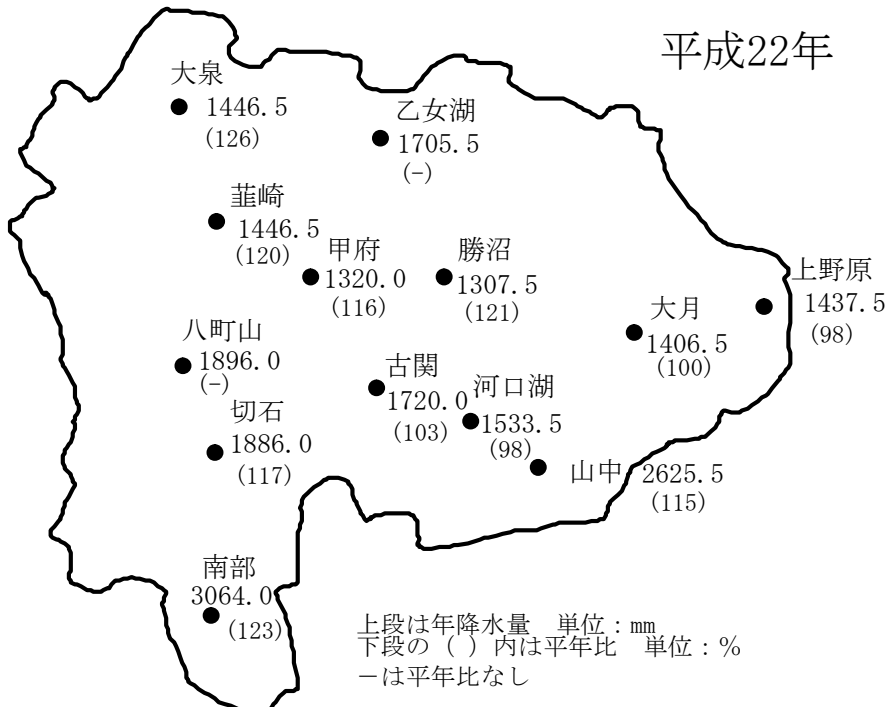 平成22年
大泉
1446.5
(126)
乙女湖
1705.5
(-)
韮崎
1446.5
(120)
甲府
1320.0
(116)
勝沼
1307.5
(121)
上野原
1437.5
(98)
大月
1406.5
(100)
八町山
1896.0
(-)
古関
1720.0
(103)
河口湖
1533.5
(98)
切石
1886.0
(117)
山中 2625.5
(115)
南部
3064.0
(123)
上段は年降水量 単位：mm
下段の（ ）内は平年比 単位：%
－は平年比なし